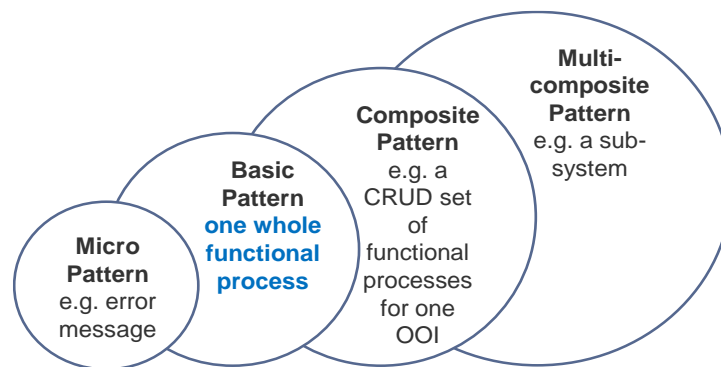 Micro
Pattern
e.g. error
message
Basic
Pattern
one whole
functional
process
Composite
Pattern
e.g. a
CRUD set
of
functional
processes
for one
OOI
Multi-
composite
Pattern
e.g. a sub-
system